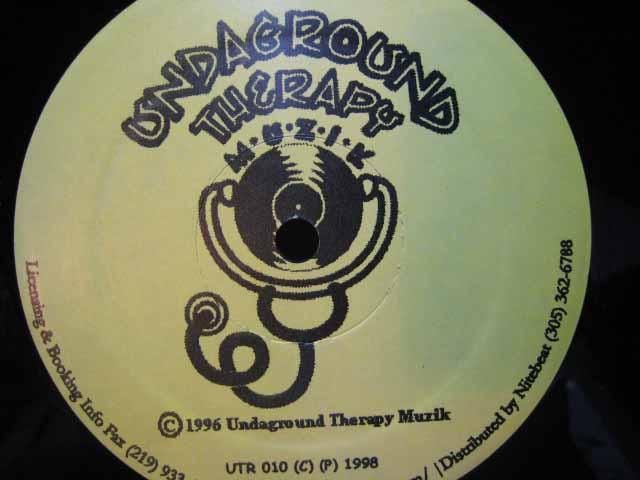 UNDAGROUND
THERAPY
M·U·Z·I·K
© 1996 Undaground Therapy Muzik
UTR 010 (C) (P) 1998
Licensing & Booking Info Fax (219) 933
/ |Distributed by Nitebeat (305) 362-6788